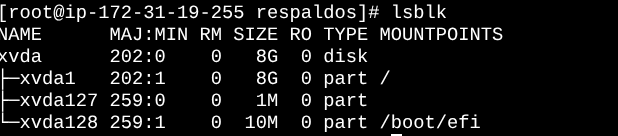 [root@ip-172-31-19-255 respaldos]# lsblk
NAME      MAJ:MIN RM SIZE RO TYPE MOUNTPOINTS
xvda      202:0    0   8G  0 disk
├─xvda1   202:1    0   8G  0 part /
├─xvda127 259:0    0   1M  0 part
└─xvda128 259:1    0  10M  0 part /boot/efi